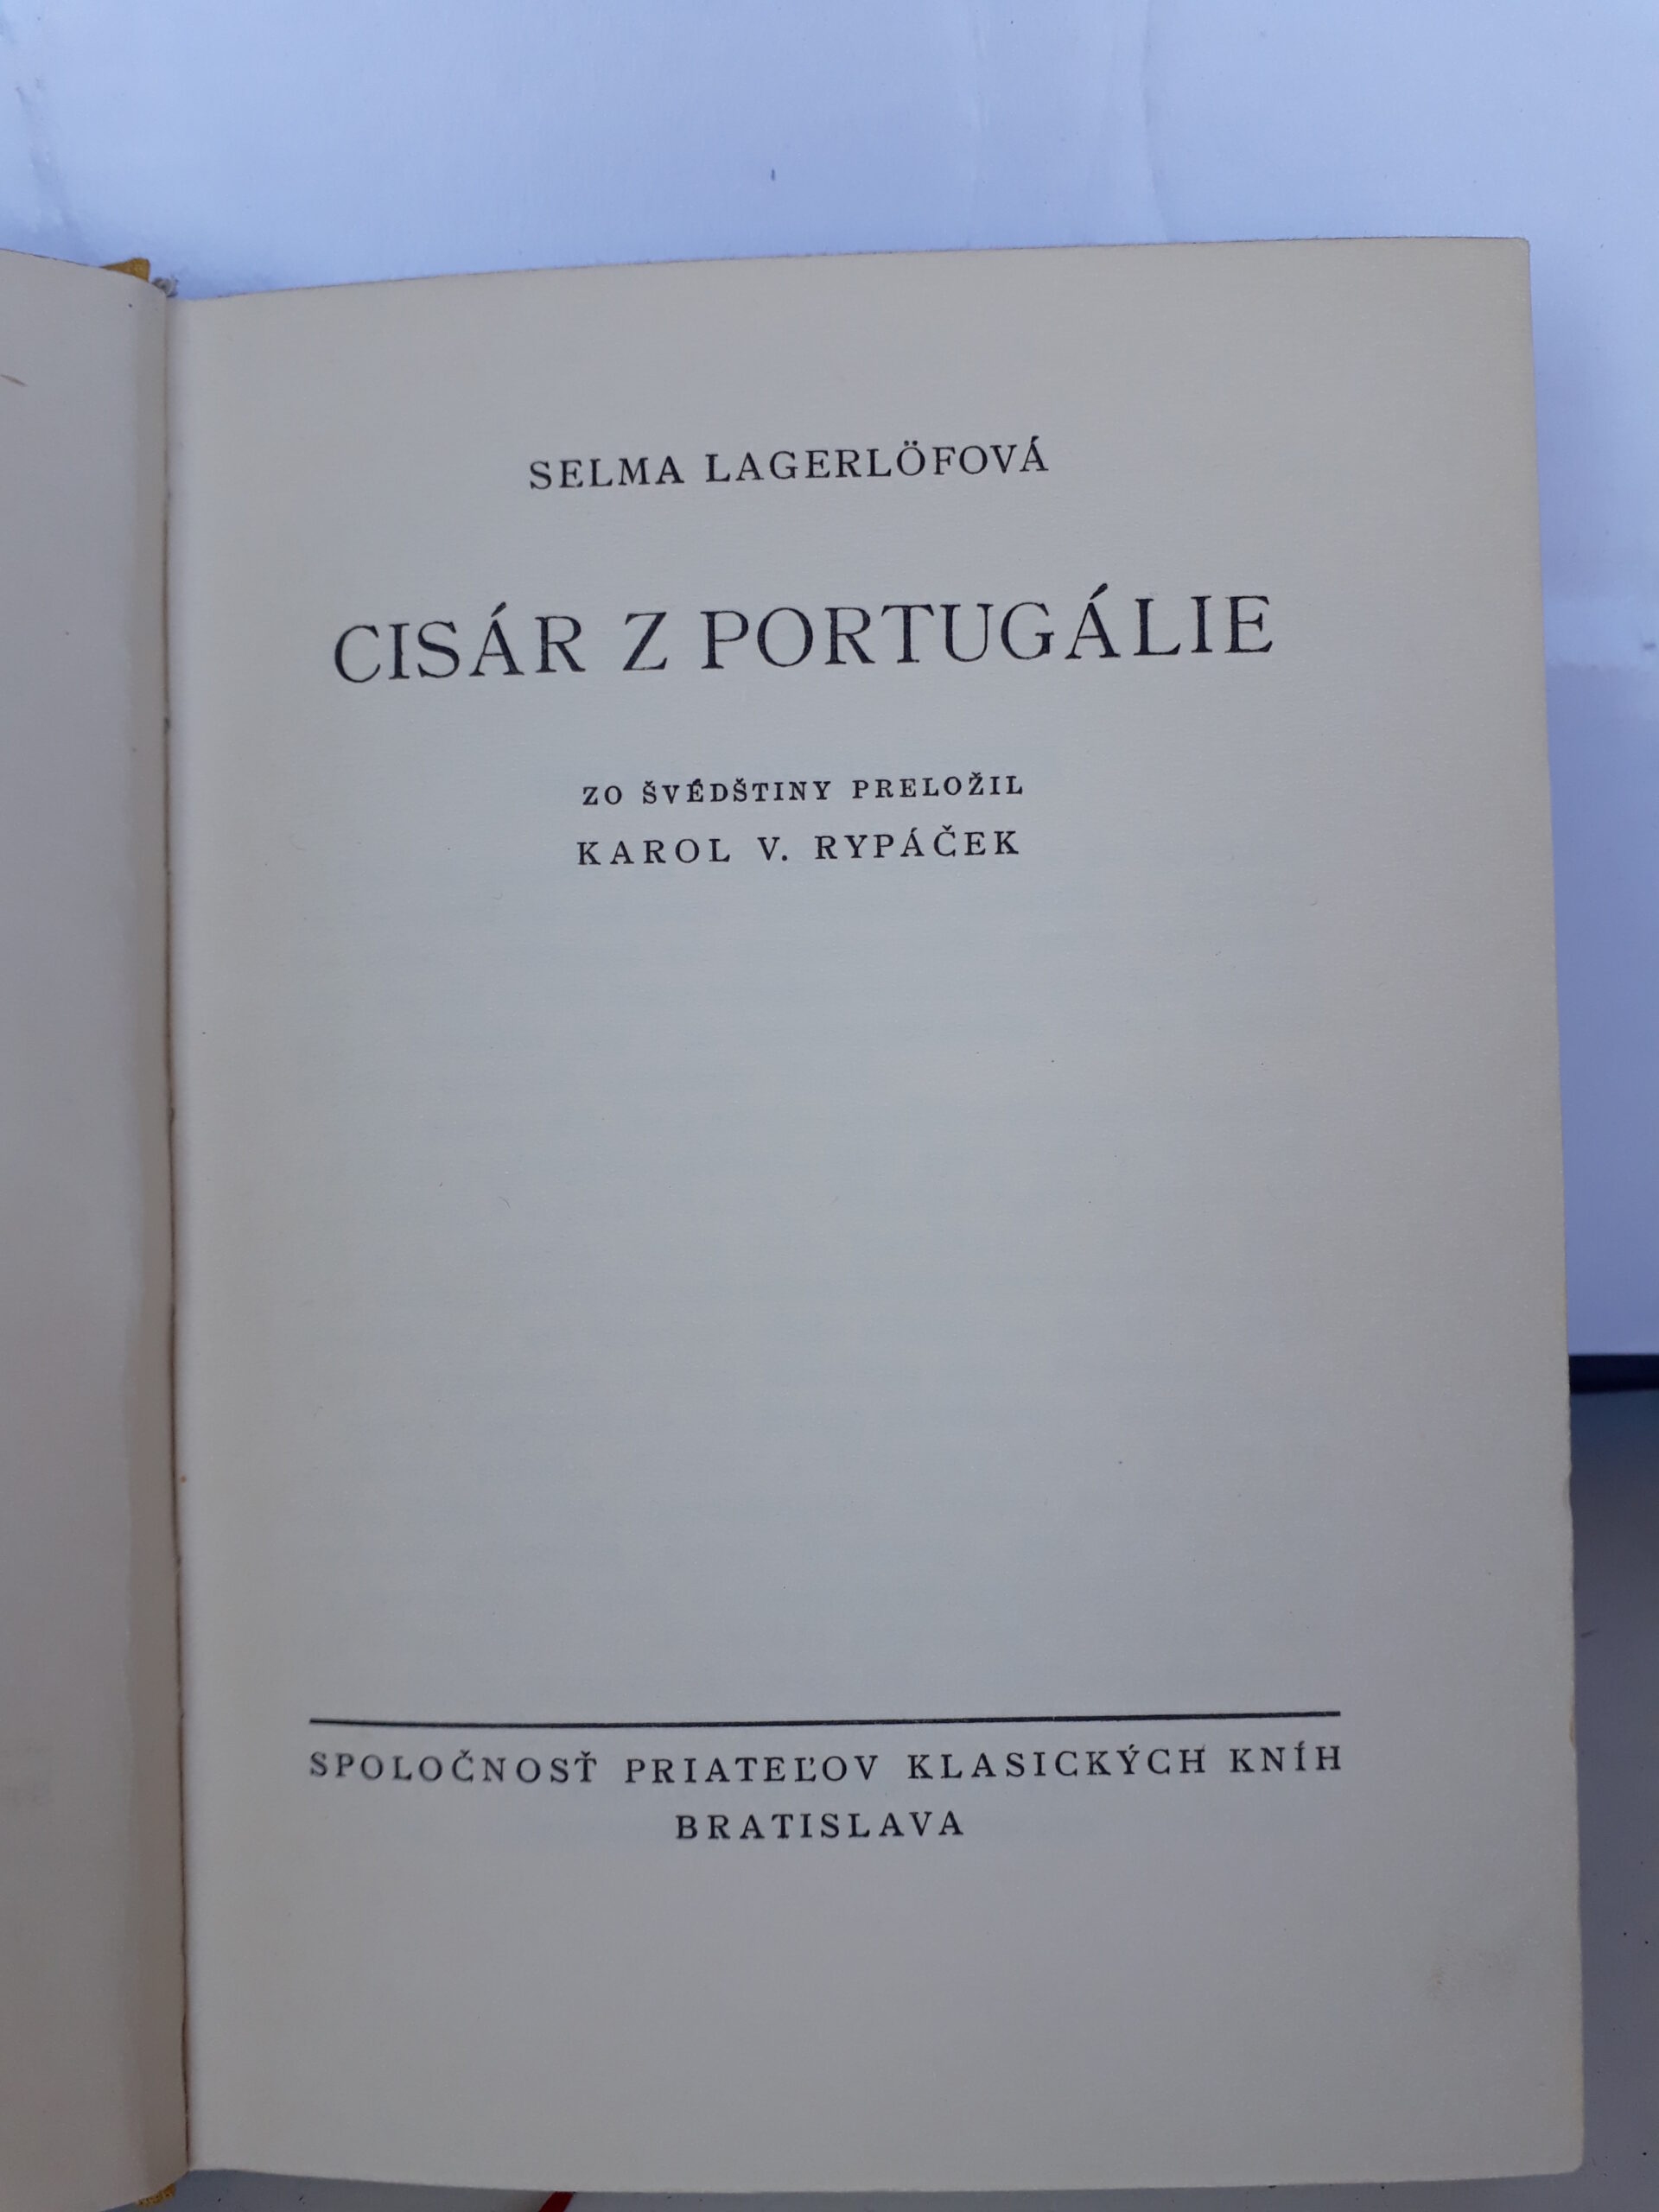 SELMA LAGERLÖFOVÁ
CISÁR Z PORTUGÁLIE
ZO ŠVÉDŠTINY PRELOŽIL
KAROL V. RYPÁČEK
SPOLOČNOSŤ PRIATEĽOV KLASICKÝCH KNÍH
BRATISLAVA